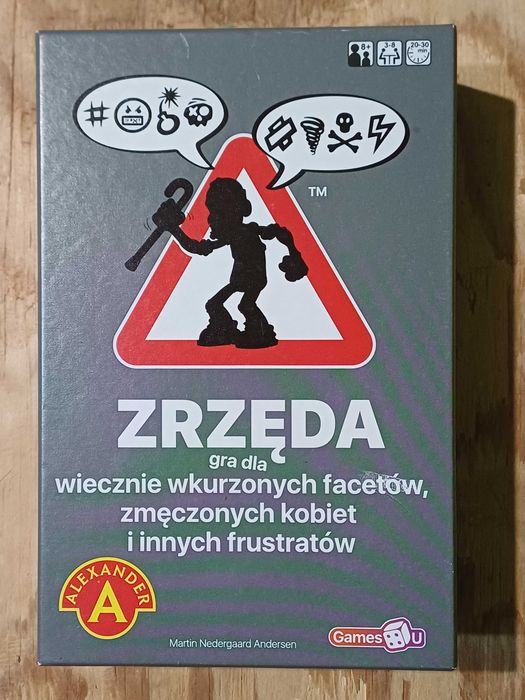 8+
3-8
20-30
min
#
TM
ZRZĘDA
gra dla
wiecznie wkurzonych facetów,
zmęczonych kobiet
i innych frustratów
ALEXANDER
A
Martin Nedergaard Andersen
Games U